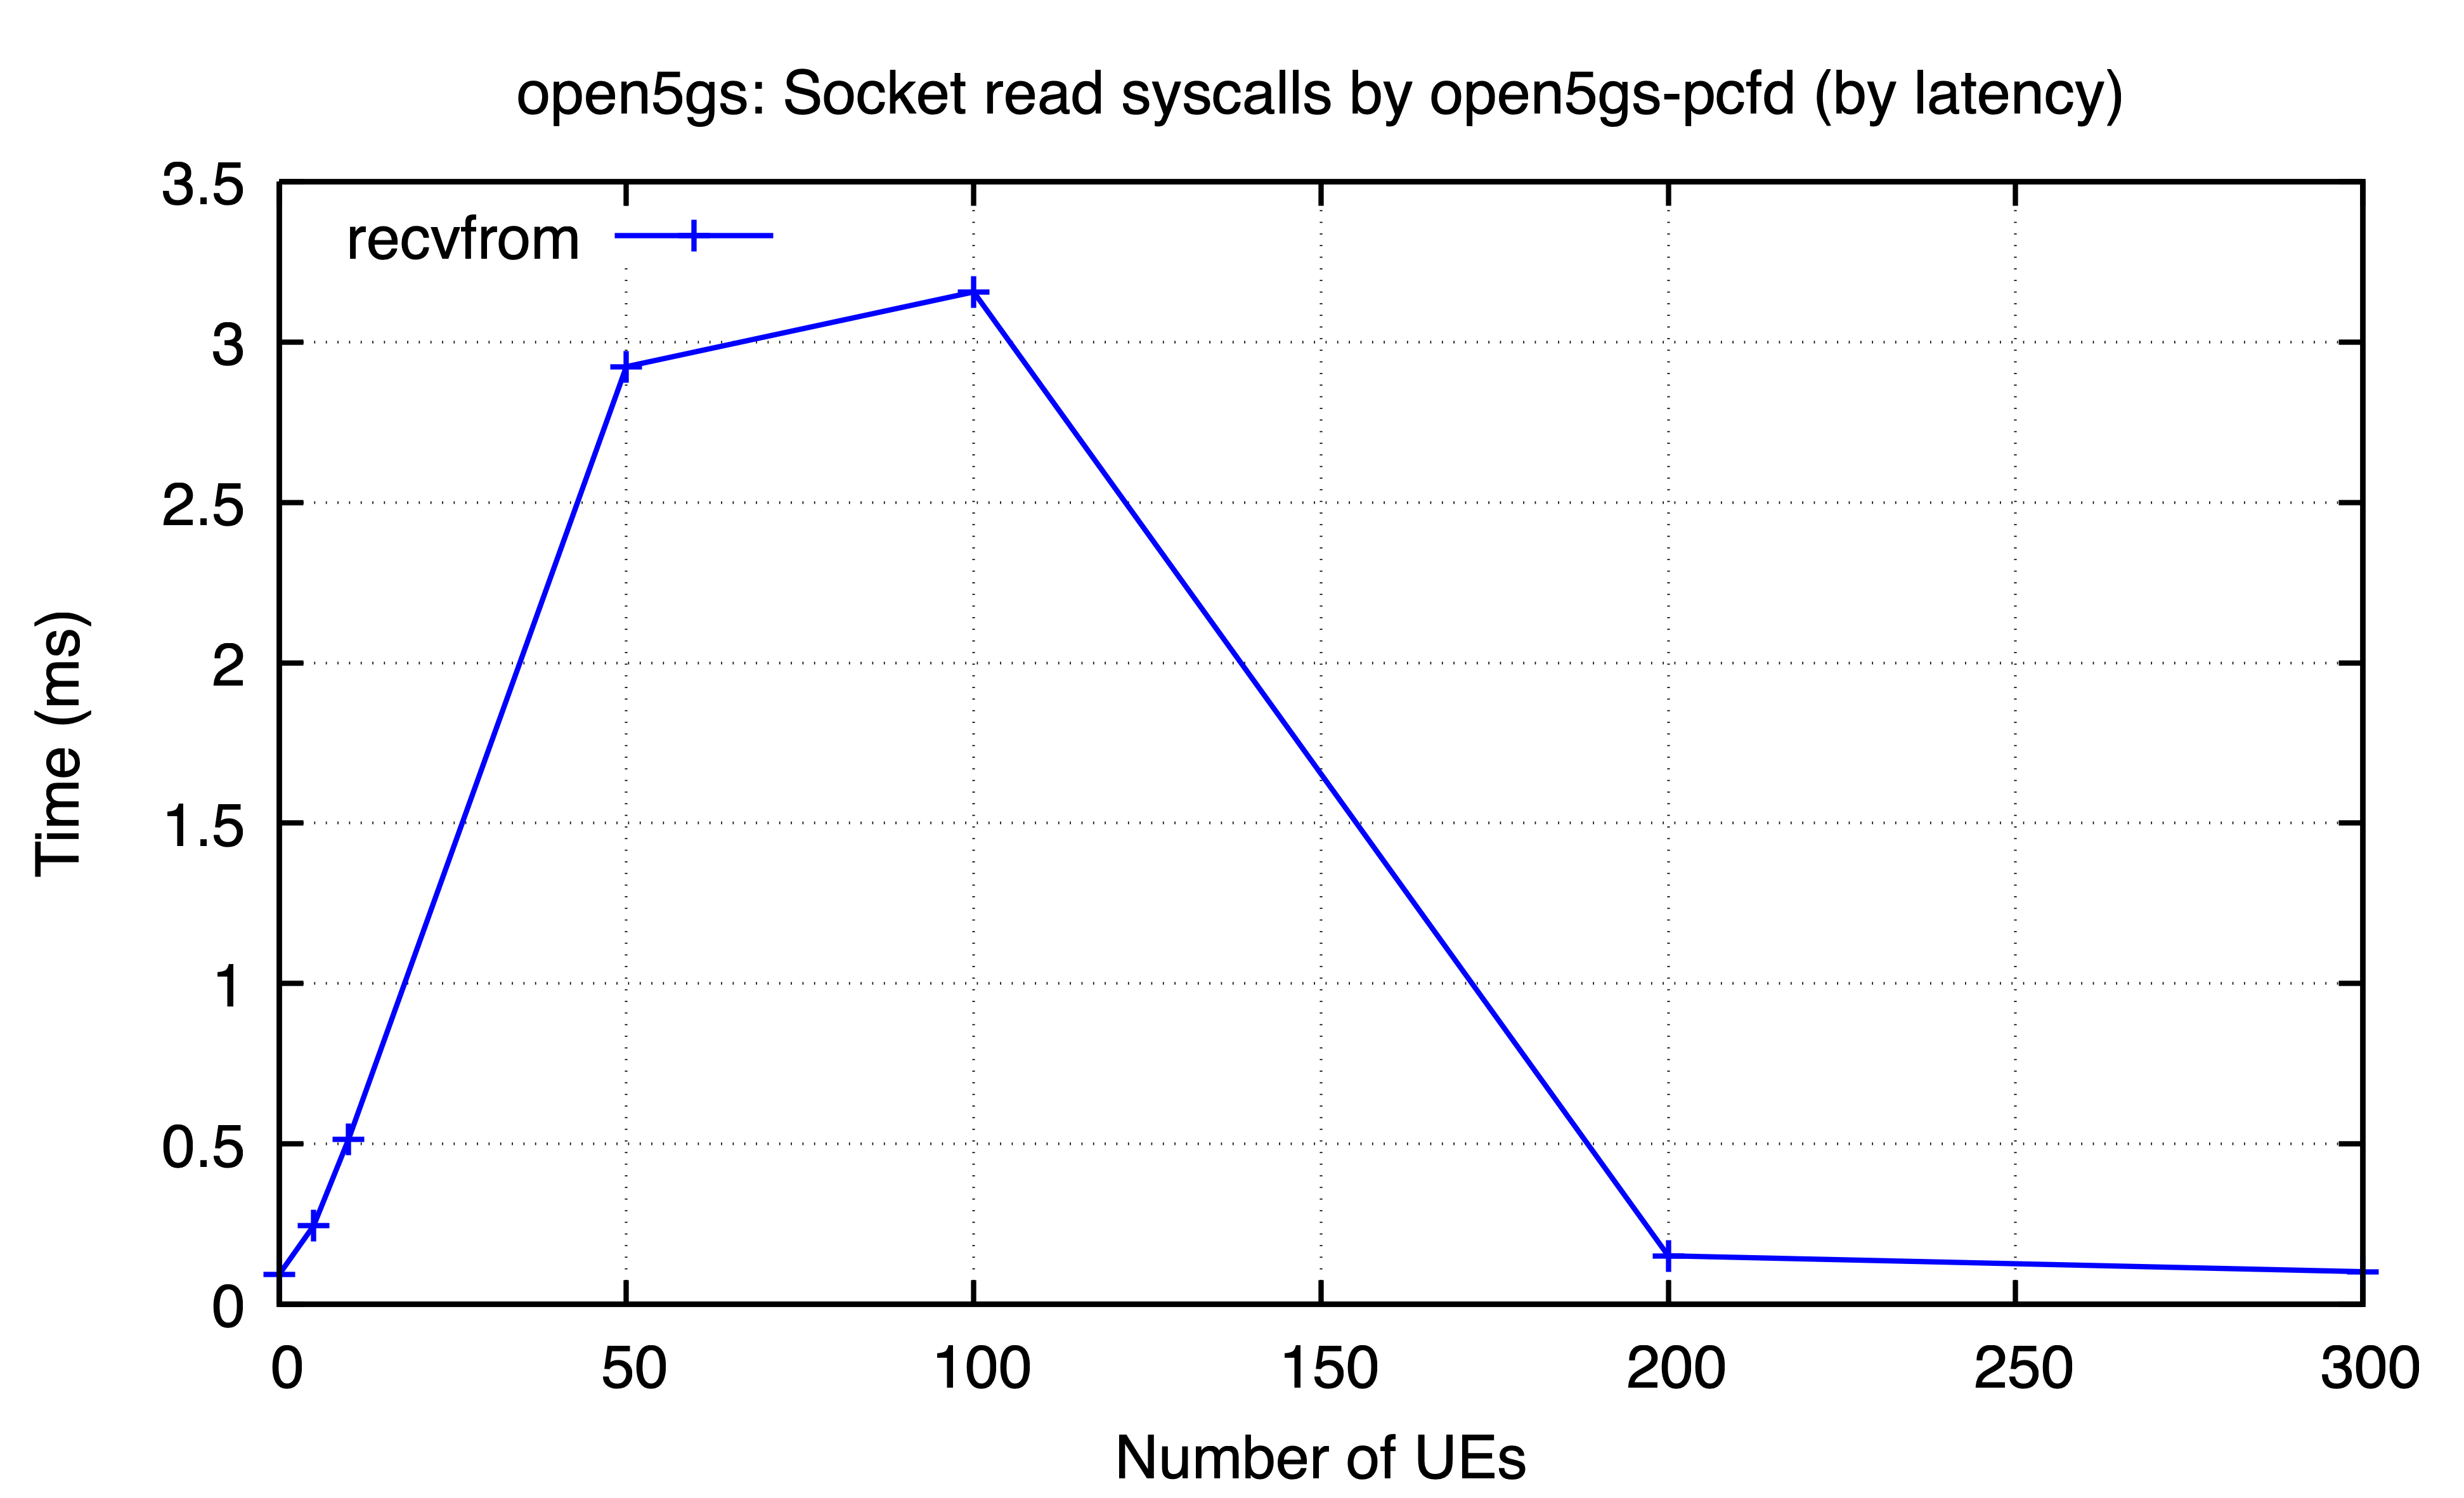 open5gs: Socket read syscalls by open5gs-pcfd (by latency)
3.5
recvfrom
3
2.5
2
1.5
1
0.5
0
Time (ms)
0 50 100 150 200 250 300
Number of UEs